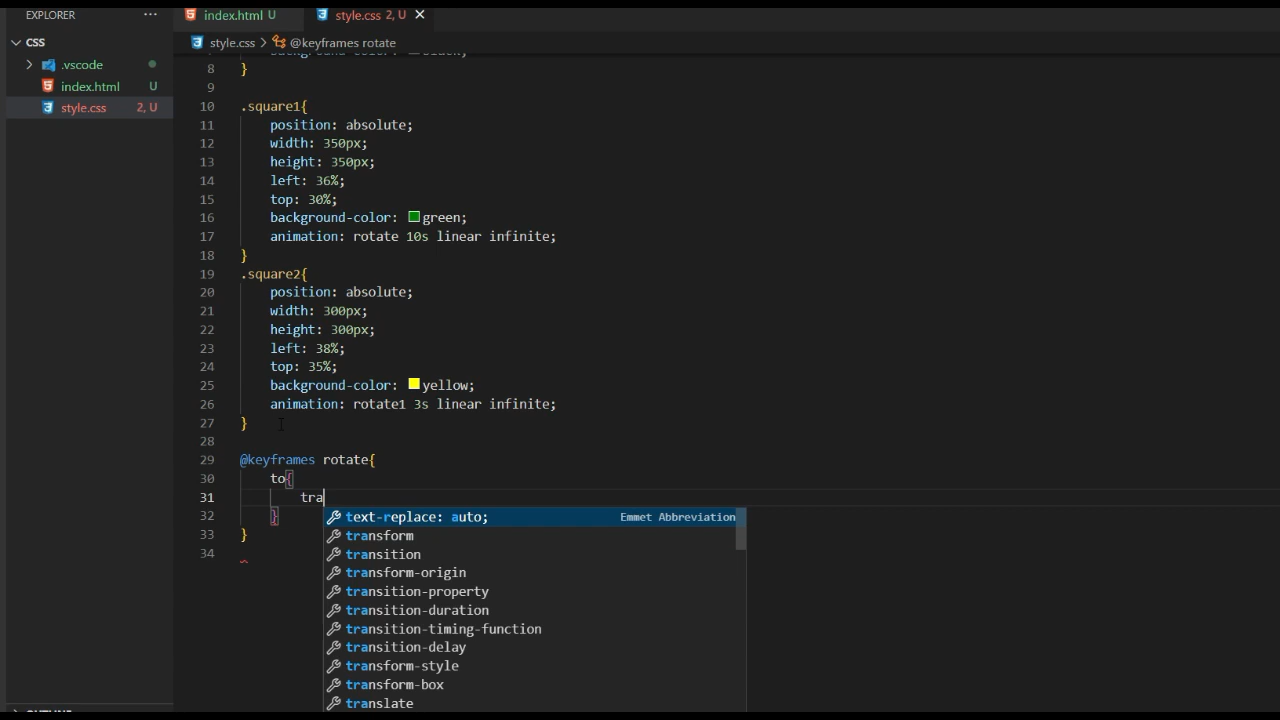 EXPLORER ...
index.html U
style.css 2, U
CSS
style.css > @keyframes rotate
.vscode
index.html U
style.css 2, U
8 }
9
10 .square1{
11 position: absolute;
12 width: 350px;
13 height: 350px;
14 left: 36%;
15 top: 30%;
16 background-color: green;
17 animation: rotate 10s linear infinite;
18 }
19 .square2{
20 position: absolute;
21 width: 300px;
22 height: 300px;
23 left: 38%;
24 top: 35%;
25 background-color: yellow;
26 animation: rotate1 3s linear infinite;
27 }
28
29 @keyframes rotate{
30 to{
31 tra
32 }
33 }
34
text-replace: auto; Emmet Abbreviation
transform
transition
transform-origin
transition-property
transition-duration
transition-timing-function
transition-delay
transform-style
transform-box
translate